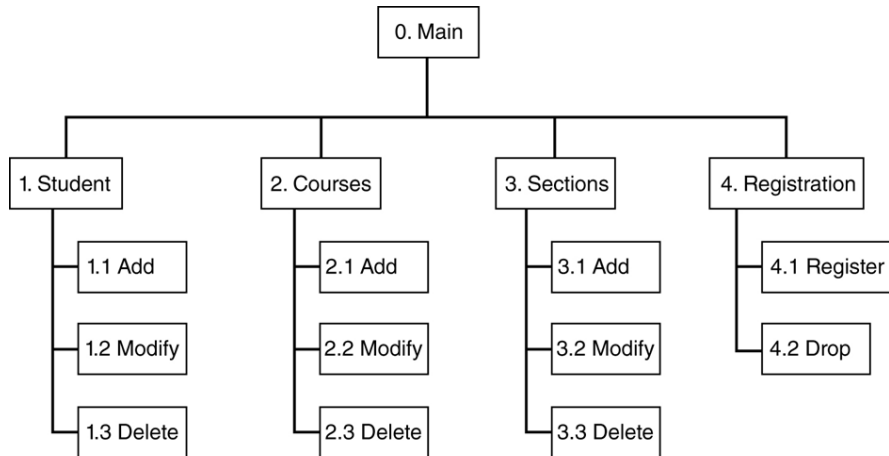 0. Main
1. Student
2. Courses
3. Sections
4. Registration
1.1 Add
2.1 Add
3.1 Add
4.1 Register
1.2 Modify
2.2 Modify
3.2 Modify
4.2 Drop
1.3 Delete
2.3 Delete
3.3 Delete